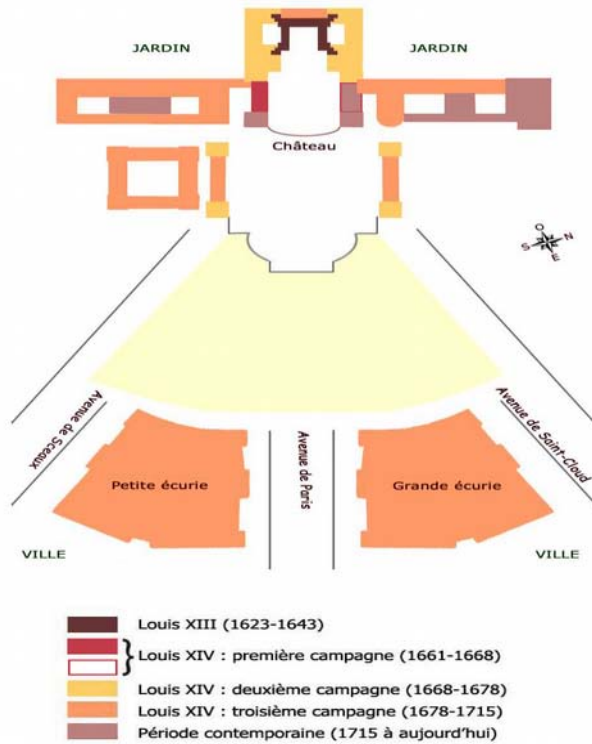 JARDIN
JARDIN
Château
O
N
S
E
Avenue de Sceaux
Avenue de Paris
Avenue de Saint-Cloud
Petite écurie
Grande écurie
VILLE
VILLE
Louis XIII (1623-1643)
Louis XIV : première campagne (1661-1668)
Louis XIV : deuxième campagne (1668-1678)
Louis XIV : troisième campagne (1678-1715)
Période contemporaine (1715 à aujourd'hui)